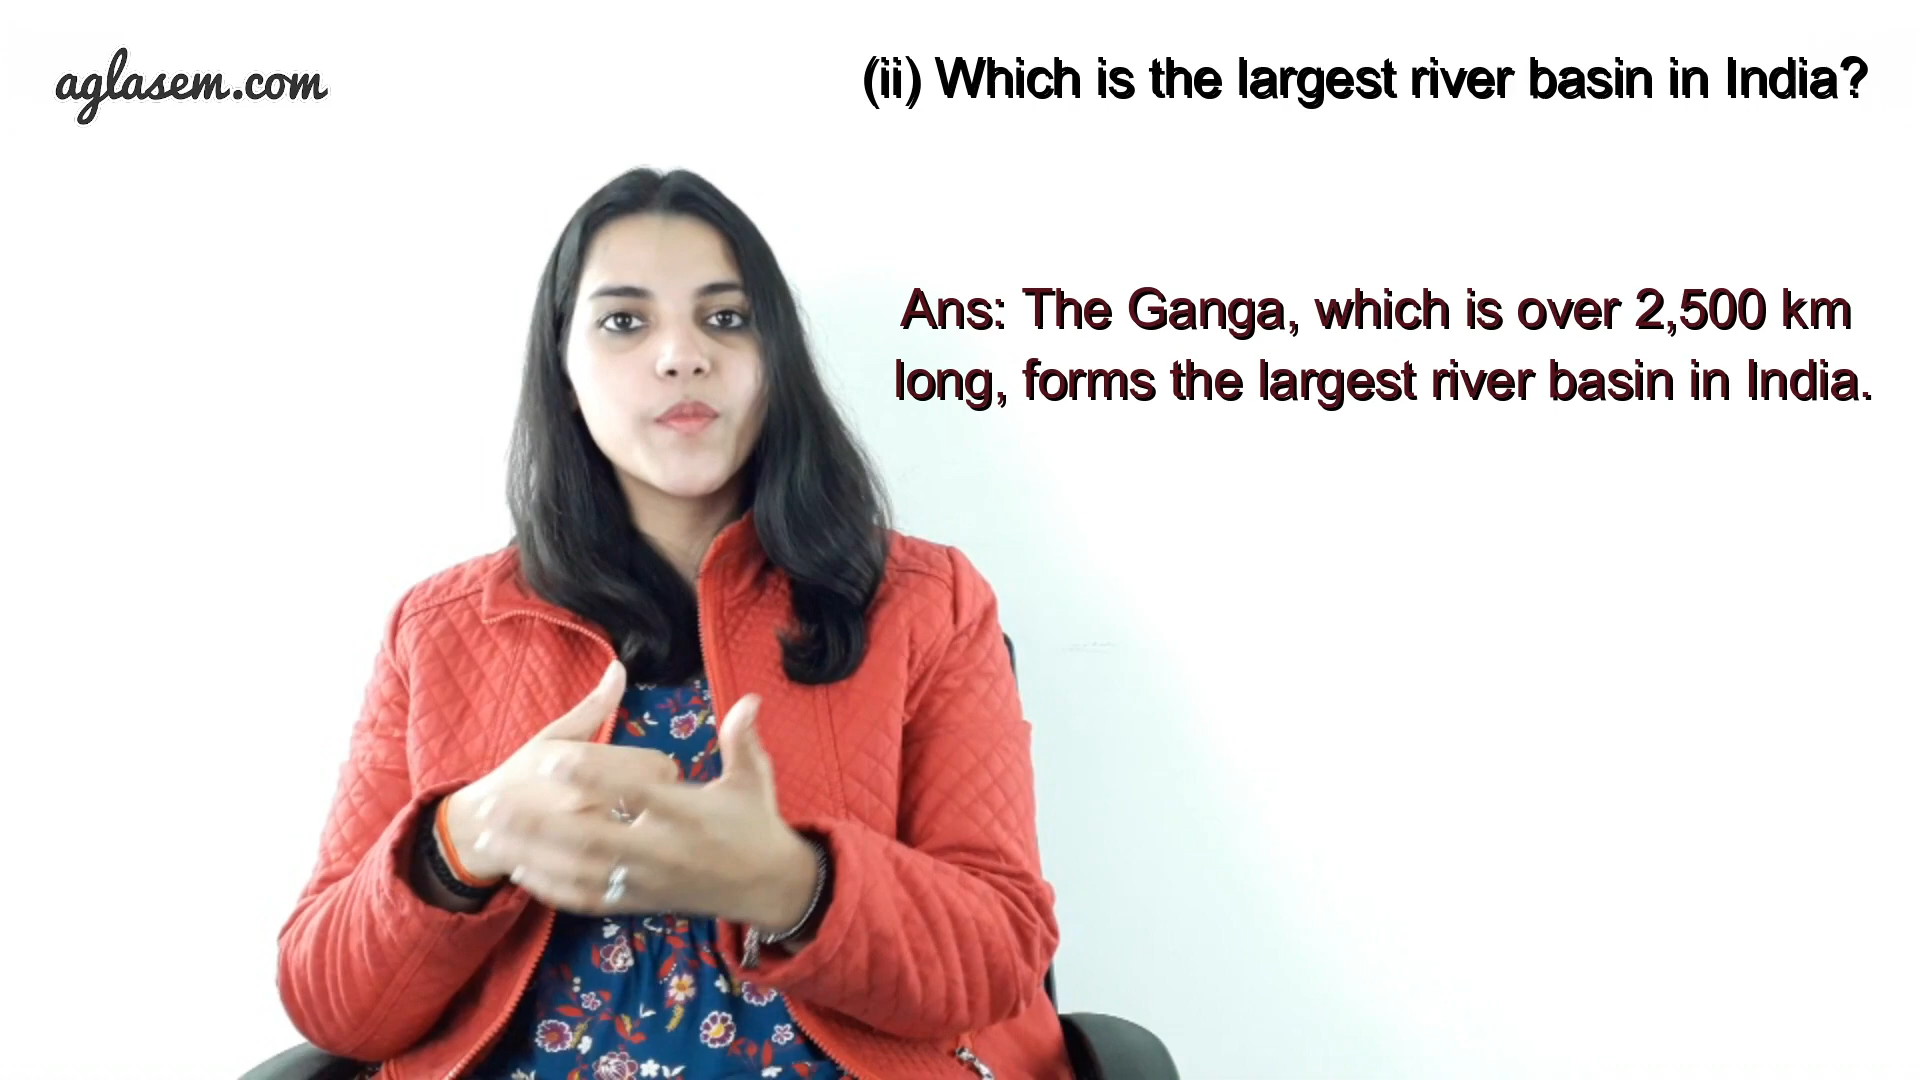 aglasem.com
(ii) Which is the largest river basin in India?
Ans: The Ganga, which is over 2,500 km
long, forms the largest river basin in India.